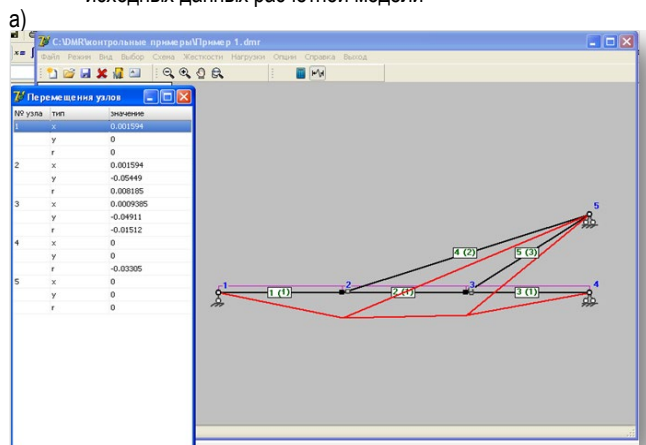 исходных данных расчетной модели
а)
C:\DMR\контрольные примеры\Пример 1.dmr
Файл Режим Вид Выбор Схема Жесткости Нагрузки Опции Справка Выход
Перемещения узлов
№ узла тип значение
1 x 0.001594
y 0
r 0
2 x 0.001594
y -0.05449
r 0.008185
3 x 0.0009385
y -0.04911
r -0.01512
4 x 0
y 0
r -0.03305
5 x 0
y 0
r 0
5
4 (2)
5 (3)
1
2
3
4
1 (1)
2 (1)
3 (1)